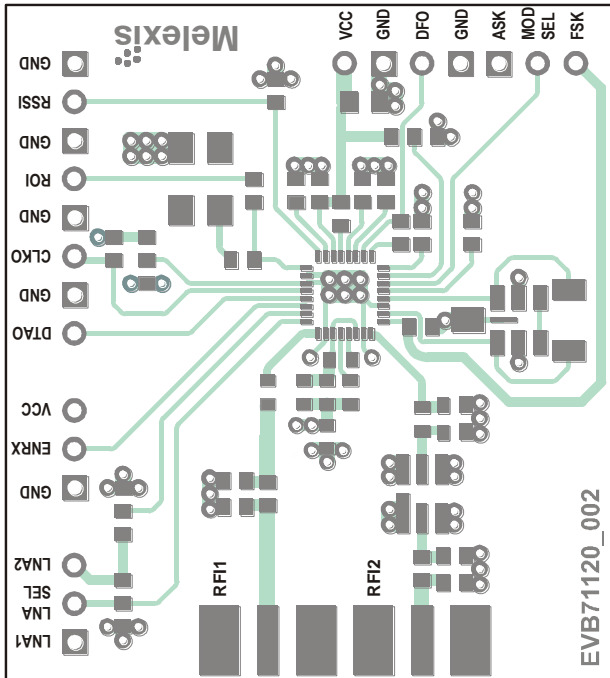 Melexis
VCC
GND
DFO
GND
ASK
MOD
SEL
FSK
GND
RSSI
GND
ROI
GND
CLKO
GND
DTAO
VCC
ENRX
GND
LNA2
SEL
LNA
LNA1
RFI1
RFI2
EVB71120_002